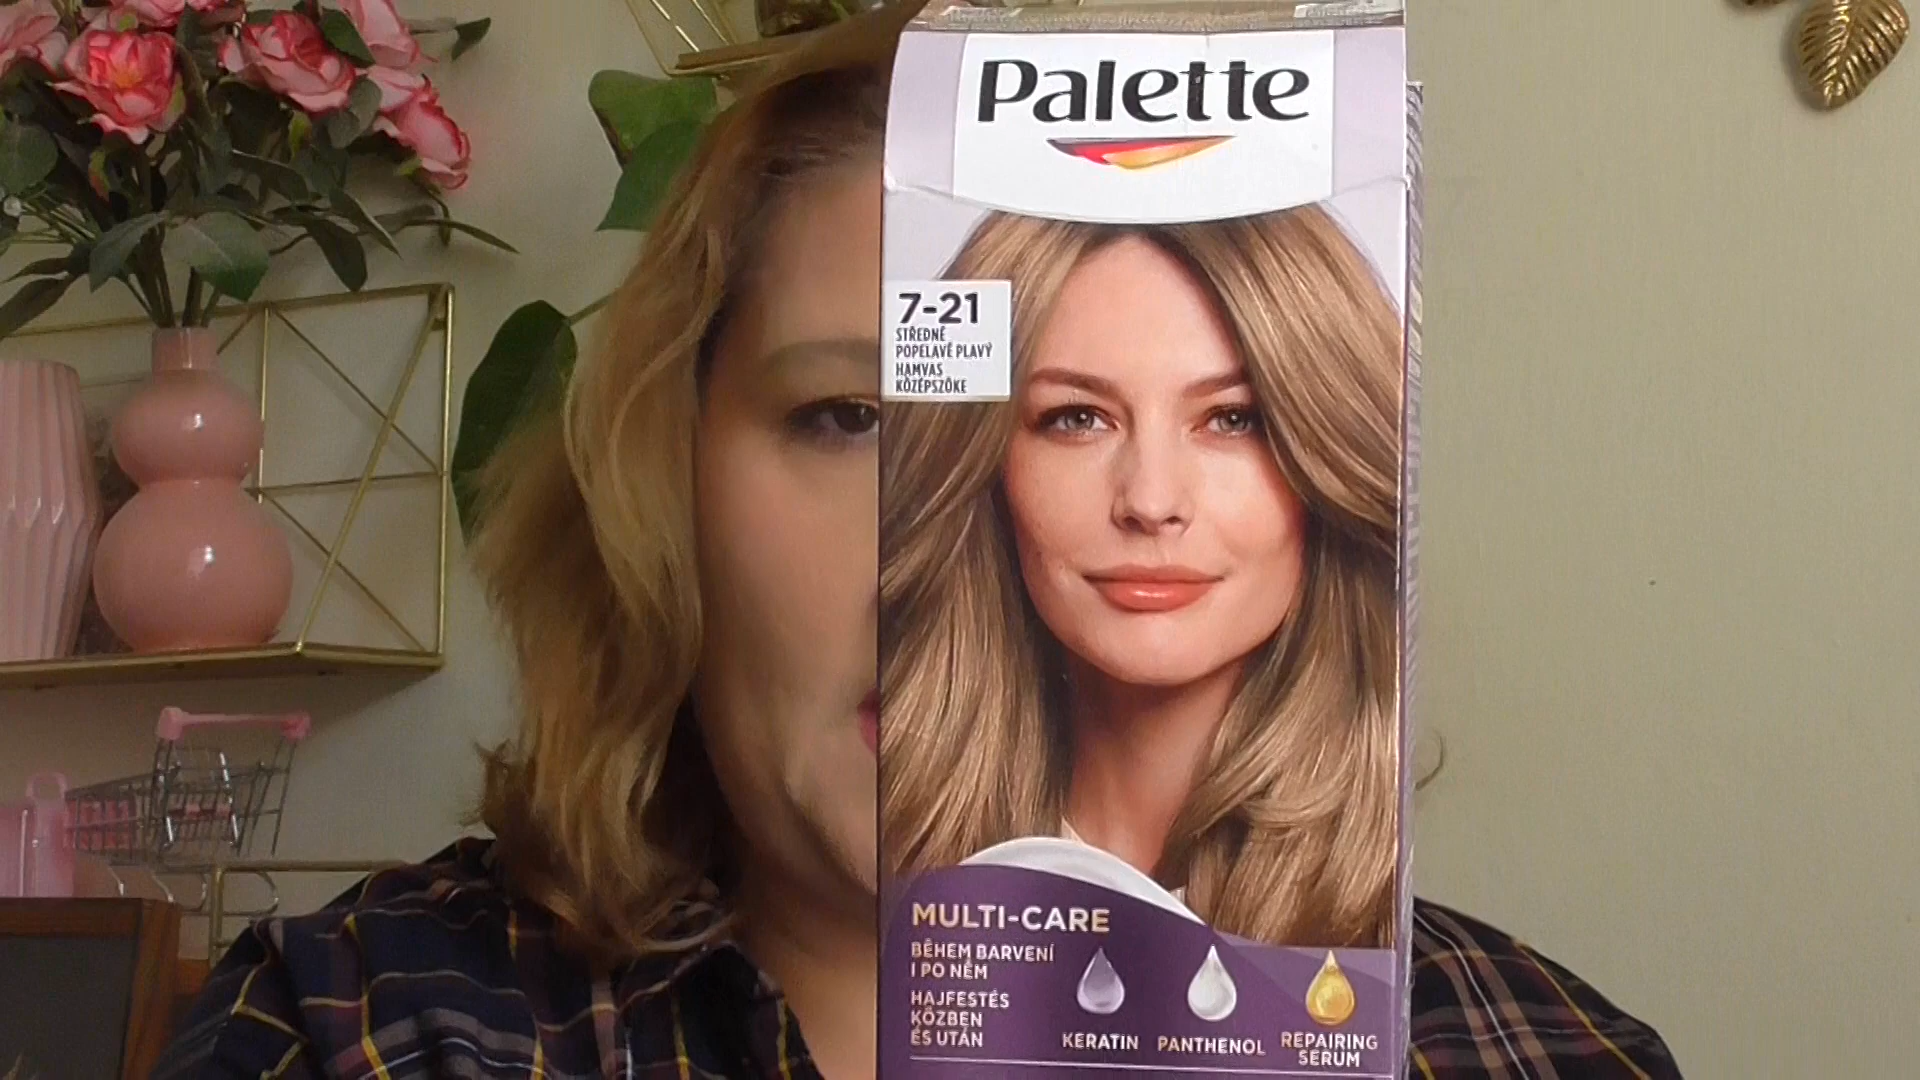 Palette
7-21
STŘEDNĚ
POPELAVĚ PLAVÝ
HAMVAS
KÖZÉPSZŐKE
MULTI-CARE
BĚHEM BARVENÍ
I PO NĚM
HAJFESTÉS
KÖZBEN
ÉS UTÁN
KERATIN
PANTHENOL
REPAIRING
SERUM